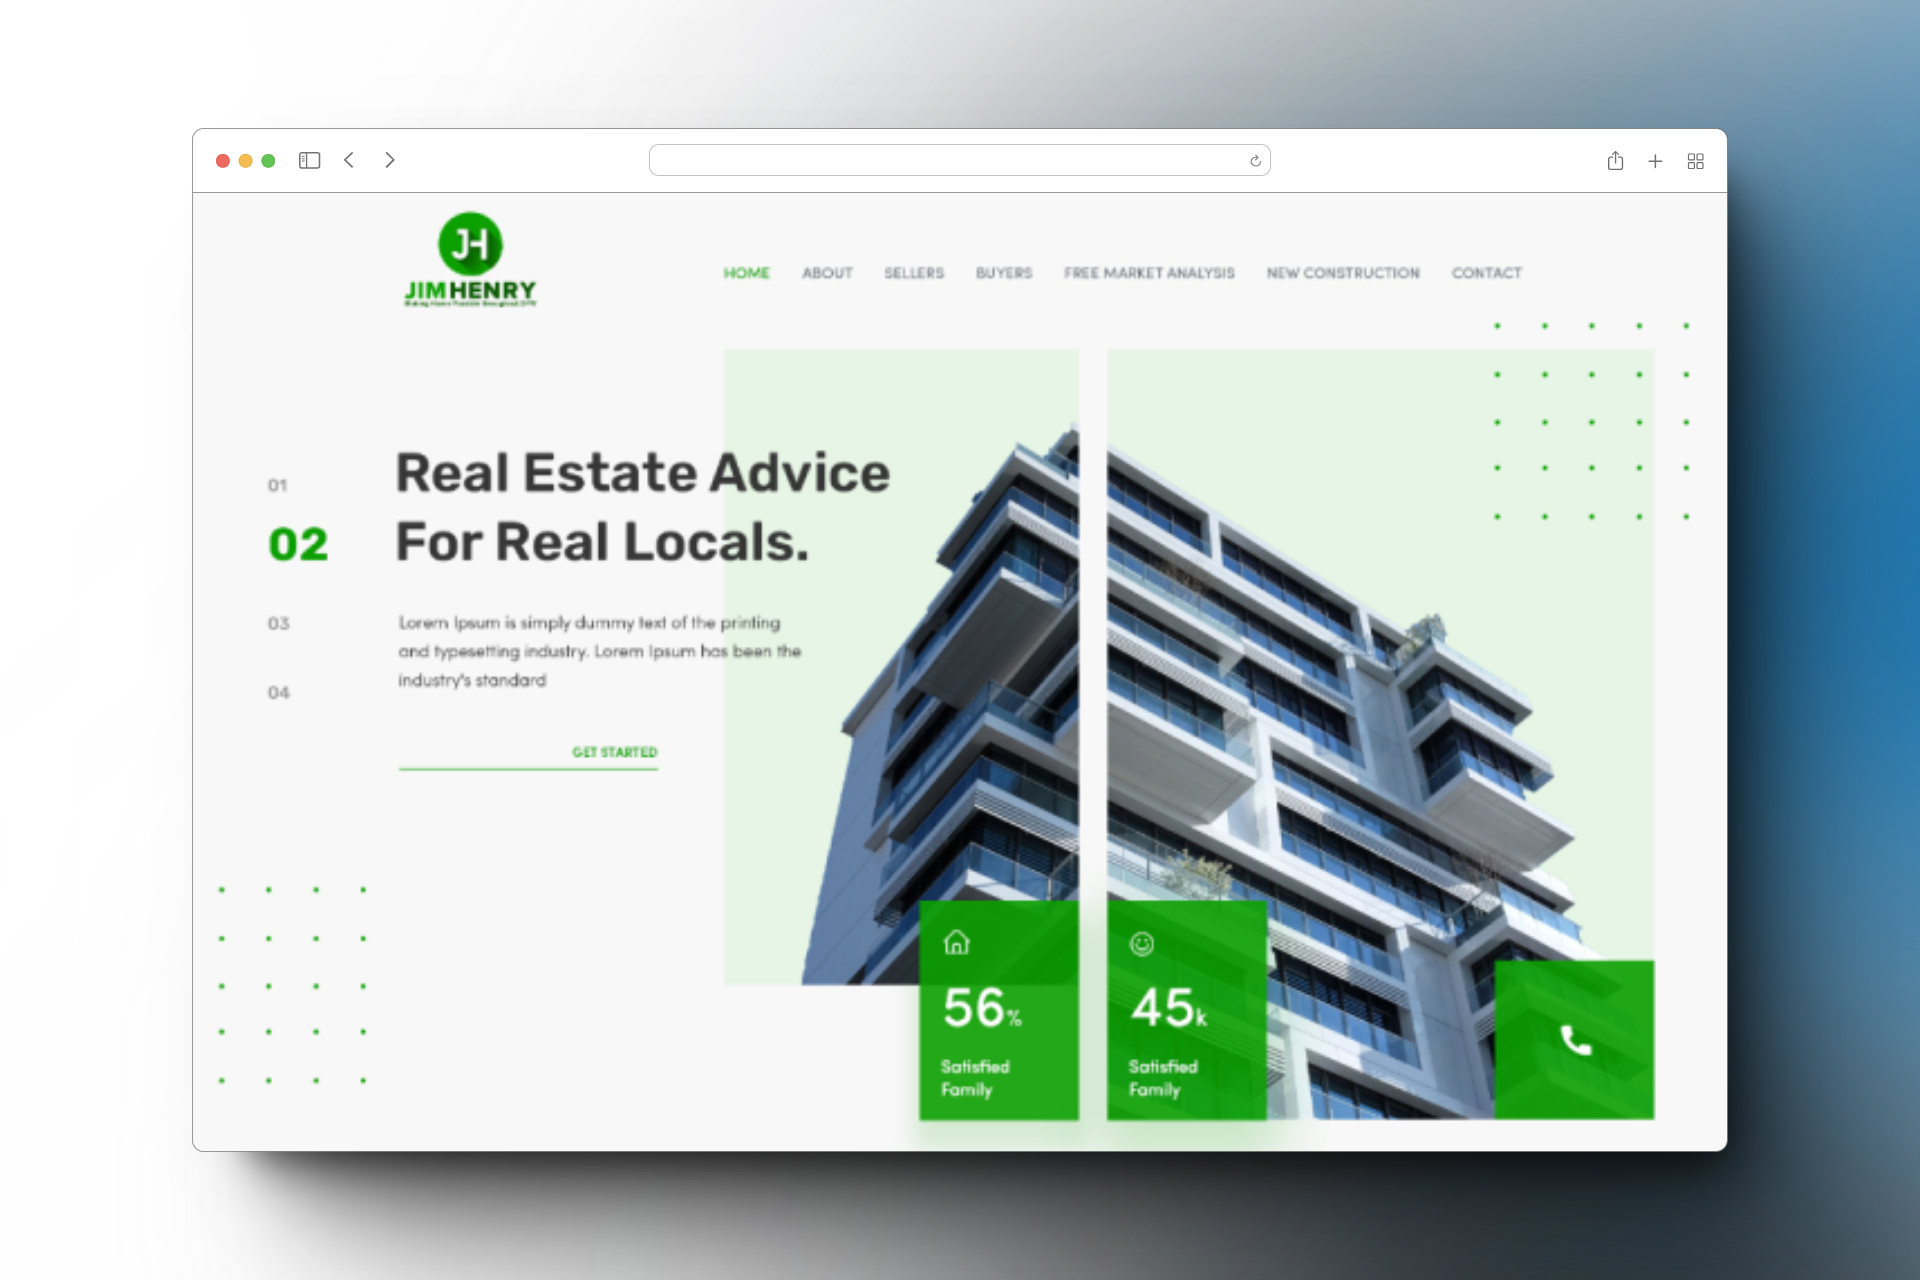 JH
JIMHENRY
HOME ABOUT SELLERS BUYERS FREE MARKET ANALYSIS NEW CONSTRUCTION CONTACT
01
02
03
04
Real Estate Advice
For Real Locals.
Lorem Ipsum is simply dummy text of the printing
and typesetting industry. Lorem Ipsum has been the
industry's standard
GET STARTED
56%
Satisfied
Family
45k
Satisfied
Family